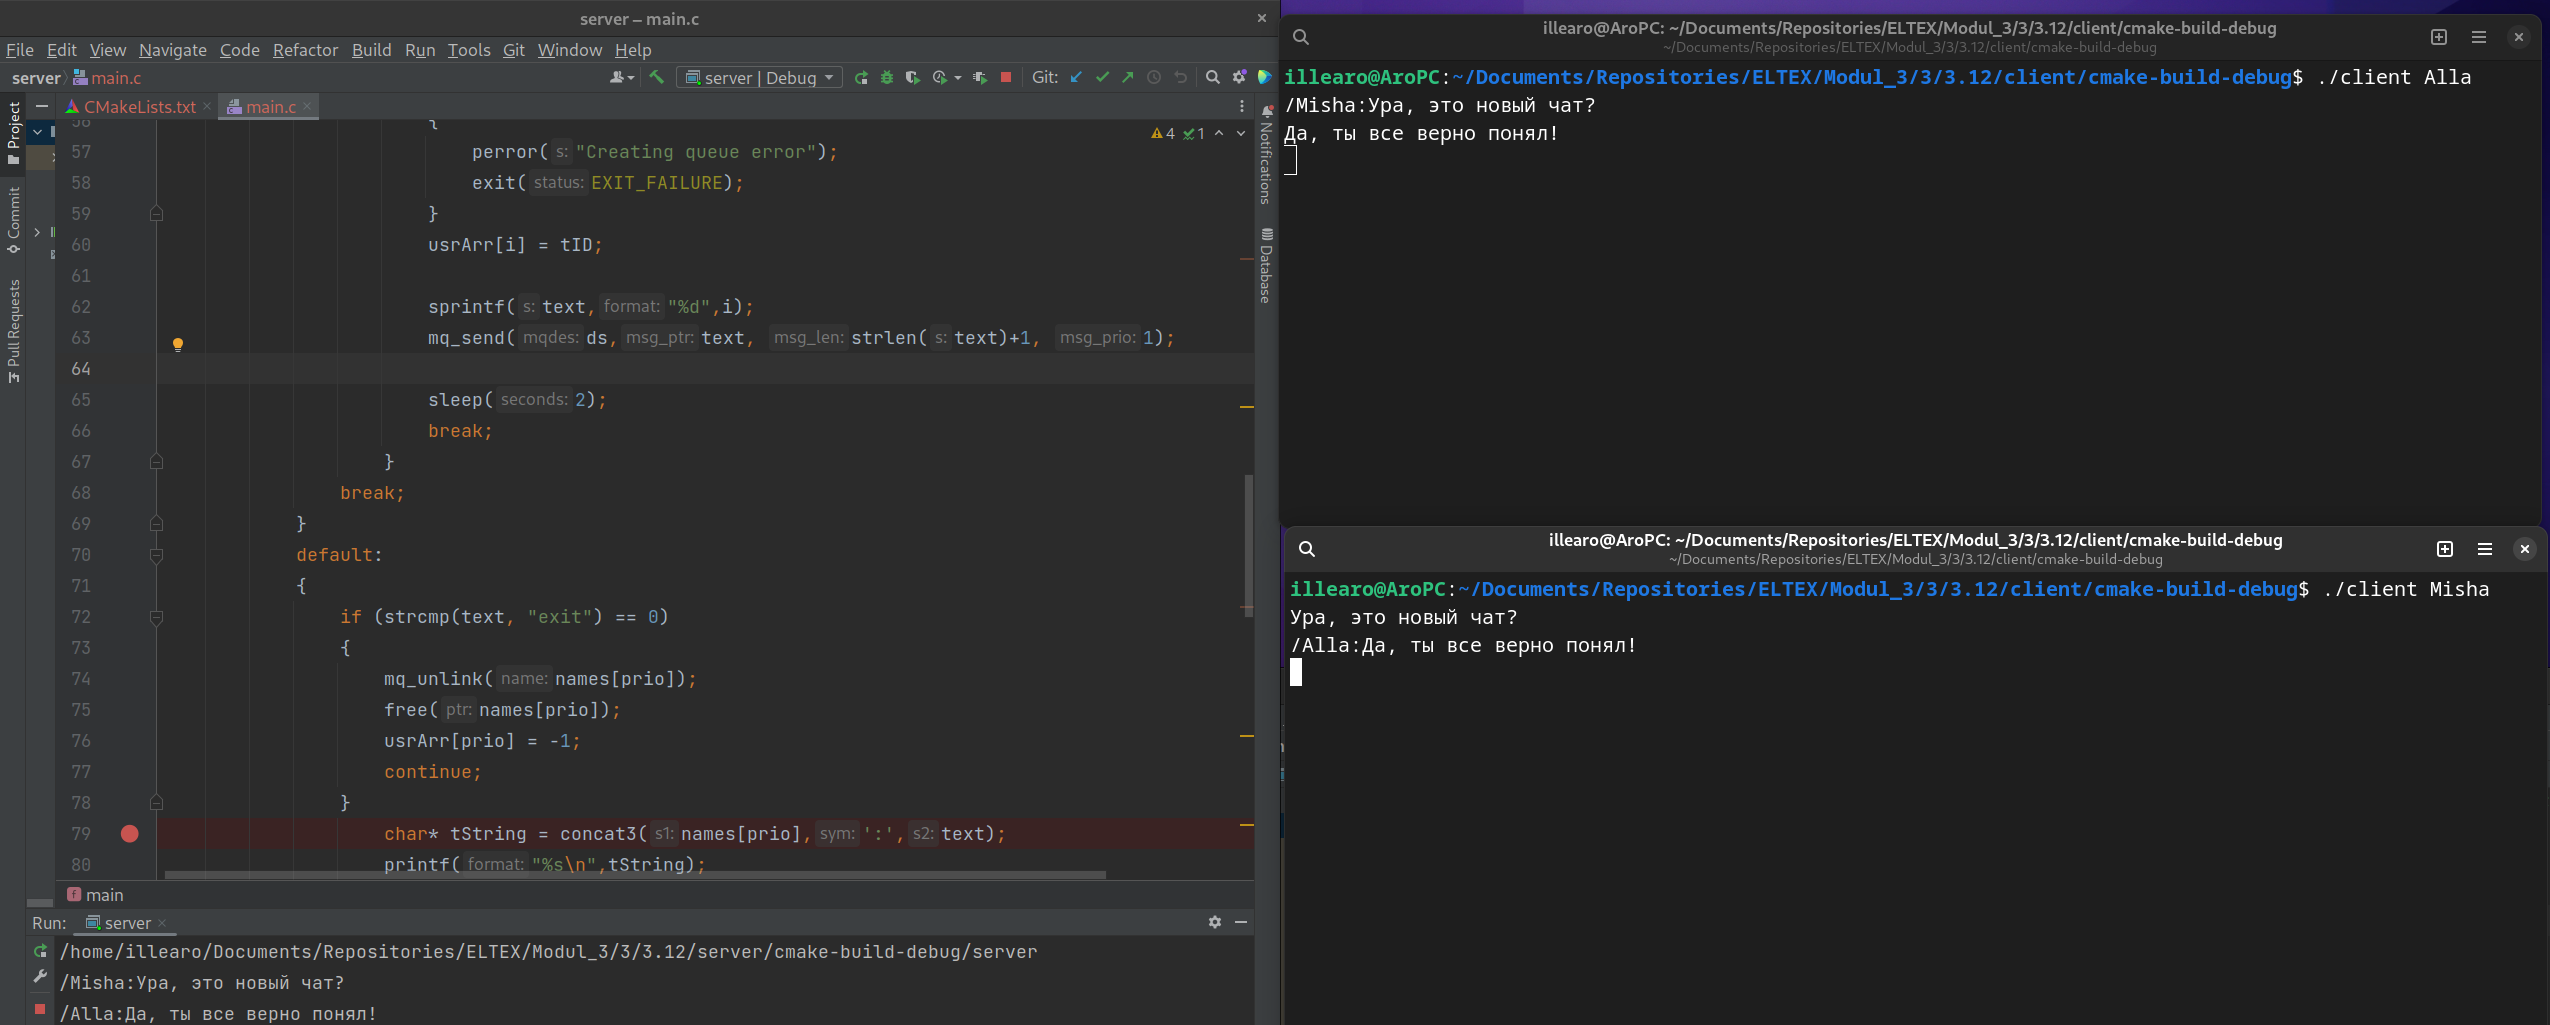 server – main.c
File Edit View Navigate Code Refactor Build Run Tools Git Window Help
server main.c
server | Debug
Git:
CMakeLists.txt
main.c
4 1
Project
Commit
Pull Requests
Notifications
Database
56 {
57 perror( s: "Creating queue error");
58 exit( status: EXIT_FAILURE);
59 }
60 usrArr[i] = tID;
61
62 sprintf( s: text, format: "%d",i);
63 mq_send( mqdes: ds, msg_ptr: text, msg_len: strlen( s: text)+1, msg_prio: 1);
64
65 sleep( seconds: 2);
66 break;
67 }
68 break;
69 }
70 default:
71 {
72 if (strcmp(text, "exit") == 0)
73 {
74 mq_unlink( name: names[prio]);
75 free( ptr: names[prio]);
76 usrArr[prio] = -1;
77 continue;
78 }
79 char* tString = concat3( s1: names[prio], sym: ':', s2: text);
80 printf( format: "%s\n",tString);
main
Run: server
/home/illearo/Documents/Repositories/ELTEX/Modul_3/3/3.12/server/cmake-build-debug/server
/Misha:Ура, это новый чат?
/Alla:Да, ты все верно понял!
illearo@AroPC: ~/Documents/Repositories/ELTEX/Modul_3/3/3.12/client/cmake-build-debug
~/Documents/Repositories/ELTEX/Modul_3/3/3.12/client/cmake-build-debug
illearo@AroPC:~/Documents/Repositories/ELTEX/Modul_3/3/3.12/client/cmake-build-debug$ ./client Alla
/Misha:Ура, это новый чат?
Да, ты все верно понял!
illearo@AroPC: ~/Documents/Repositories/ELTEX/Modul_3/3/3.12/client/cmake-build-debug
~/Documents/Repositories/ELTEX/Modul_3/3/3.12/client/cmake-build-debug
illearo@AroPC:~/Documents/Repositories/ELTEX/Modul_3/3/3.12/client/cmake-build-debug$ ./client Misha
Ура, это новый чат?
/Alla:Да, ты все верно понял!